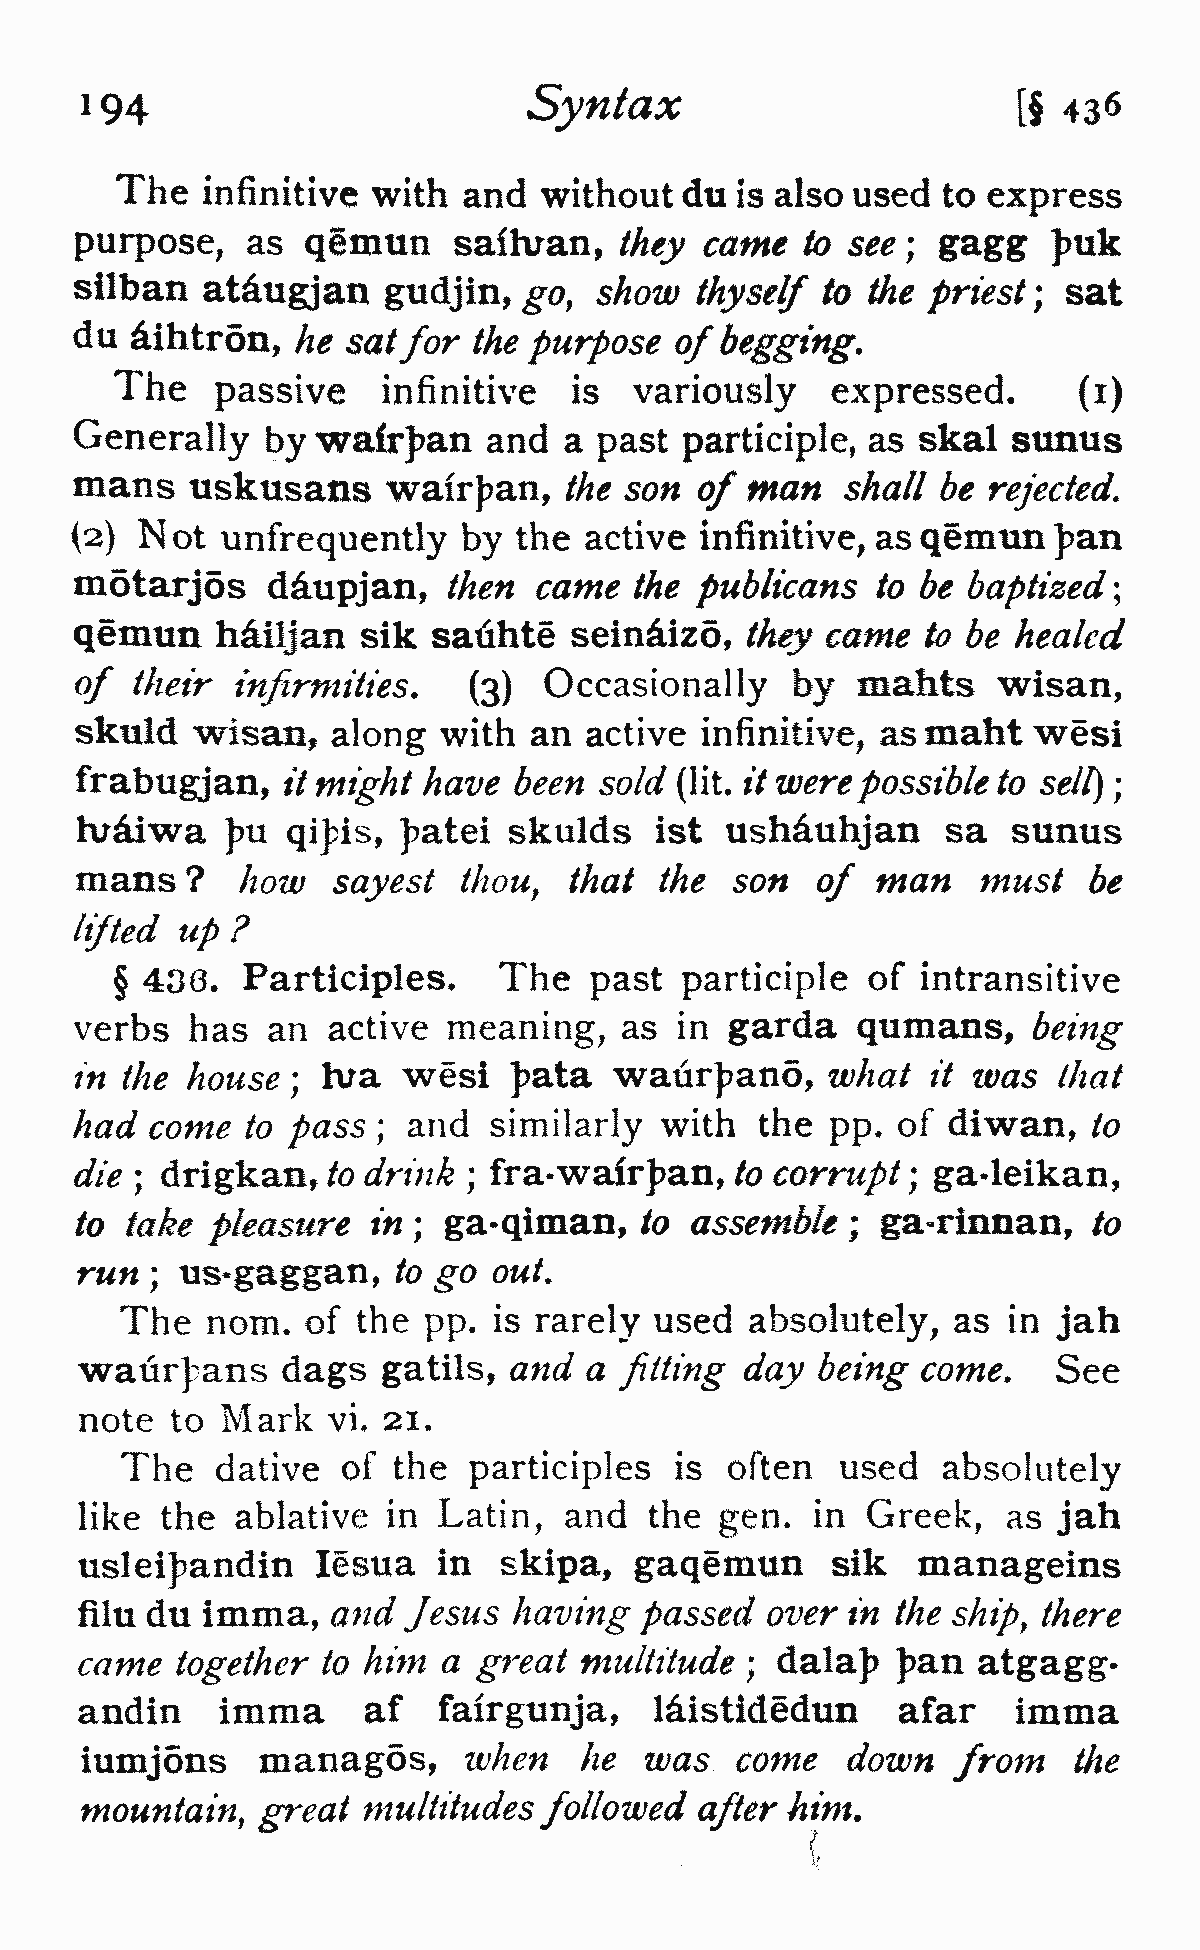 194 Syntax [§ 436
The infinitive with and without du is also used to express
purpose, as qēmun saíƕan, they came to see; gagg þuk
silban atáugjan gudjin, go, show thyself to the priest; sat
du áihtrōn, he sat for the purpose of begging.
The passive infinitive is variously expressed. (1)
Generally by waírþan and a past participle, as skal sunus
mans uskusans waírþan, the son of man shall be rejected.
(2) Not unfrequently by the active infinitive, as qēmun þan
mōtarjōs dáupjan, then came the publicans to be baptized;
qēmun háiljan sik saúhtē seináizō, they came to be healed
of their infirmities. (3) Occasionally by mahts wisan,
skuld wisan, along with an active infinitive, as maht wēsi
frabugjan, it might have been sold (lit. it were possible to sell);
ƕáiwa þu qiþis, þatei skulds ist usháuhjan sa sunus
mans? how sayest thou, that the son of man must be
lifted up?
§ 436. Participles. The past participle of intransitive
verbs has an active meaning, as in garda qumans, being
in the house; ƕa wēsi þata waúrþanō, what it was that
had come to pass; and similarly with the pp. of diwan, to
die; drigkan, to drink; fra·waírþan, to corrupt; ga·leikan,
to take pleasure in; ga·qiman, to assemble; ga·rinnan, to
run; us·gaggan, to go out.
The nom. of the pp. is rarely used absolutely, as in jah
waúrþans dags gatils, and a fitting day being come. See
note to Mark vi. 21.
The dative of the participles is often used absolutely
like the ablative in Latin, and the gen. in Greek, as jah
usleiþandin Iēsua in skipa, gaqēmun sik manageins
filu du imma, and Jesus having passed over in the ship, there
came together to him a great multitude; dalaþ þan atgagg-
andin imma af faírgunja, láistidēdun afar imma
iumjōns managōs, when he was come down from the
mountain, great multitudes followed after him.